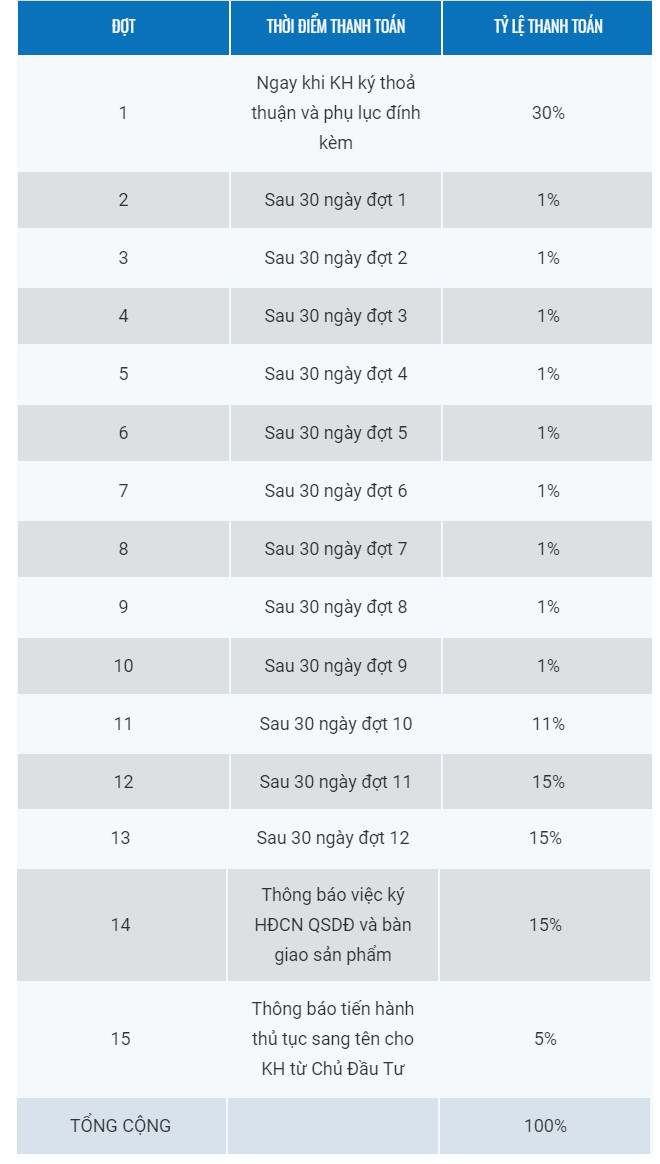 ĐỢT THỜI ĐIỂM THANH TOÁN TỶ LỆ THANH TOÁN
1 Ngay khi KH ký thoả
thuận và phụ lục đính
kèm 30%
2 Sau 30 ngày đợt 1 1%
3 Sau 30 ngày đợt 2 1%
4 Sau 30 ngày đợt 3 1%
5 Sau 30 ngày đợt 4 1%
6 Sau 30 ngày đợt 5 1%
7 Sau 30 ngày đợt 6 1%
8 Sau 30 ngày đợt 7 1%
9 Sau 30 ngày đợt 8 1%
10 Sau 30 ngày đợt 9 1%
11 Sau 30 ngày đợt 10 11%
12 Sau 30 ngày đợt 11 15%
13 Sau 30 ngày đợt 12 15%
14 Thông báo việc ký
HĐCN QSDĐ và bàn
giao sản phẩm 15%
15 Thông báo tiến hành
thủ tục sang tên cho
KH từ Chủ Đầu Tư 5%
TỔNG CỘNG 100%